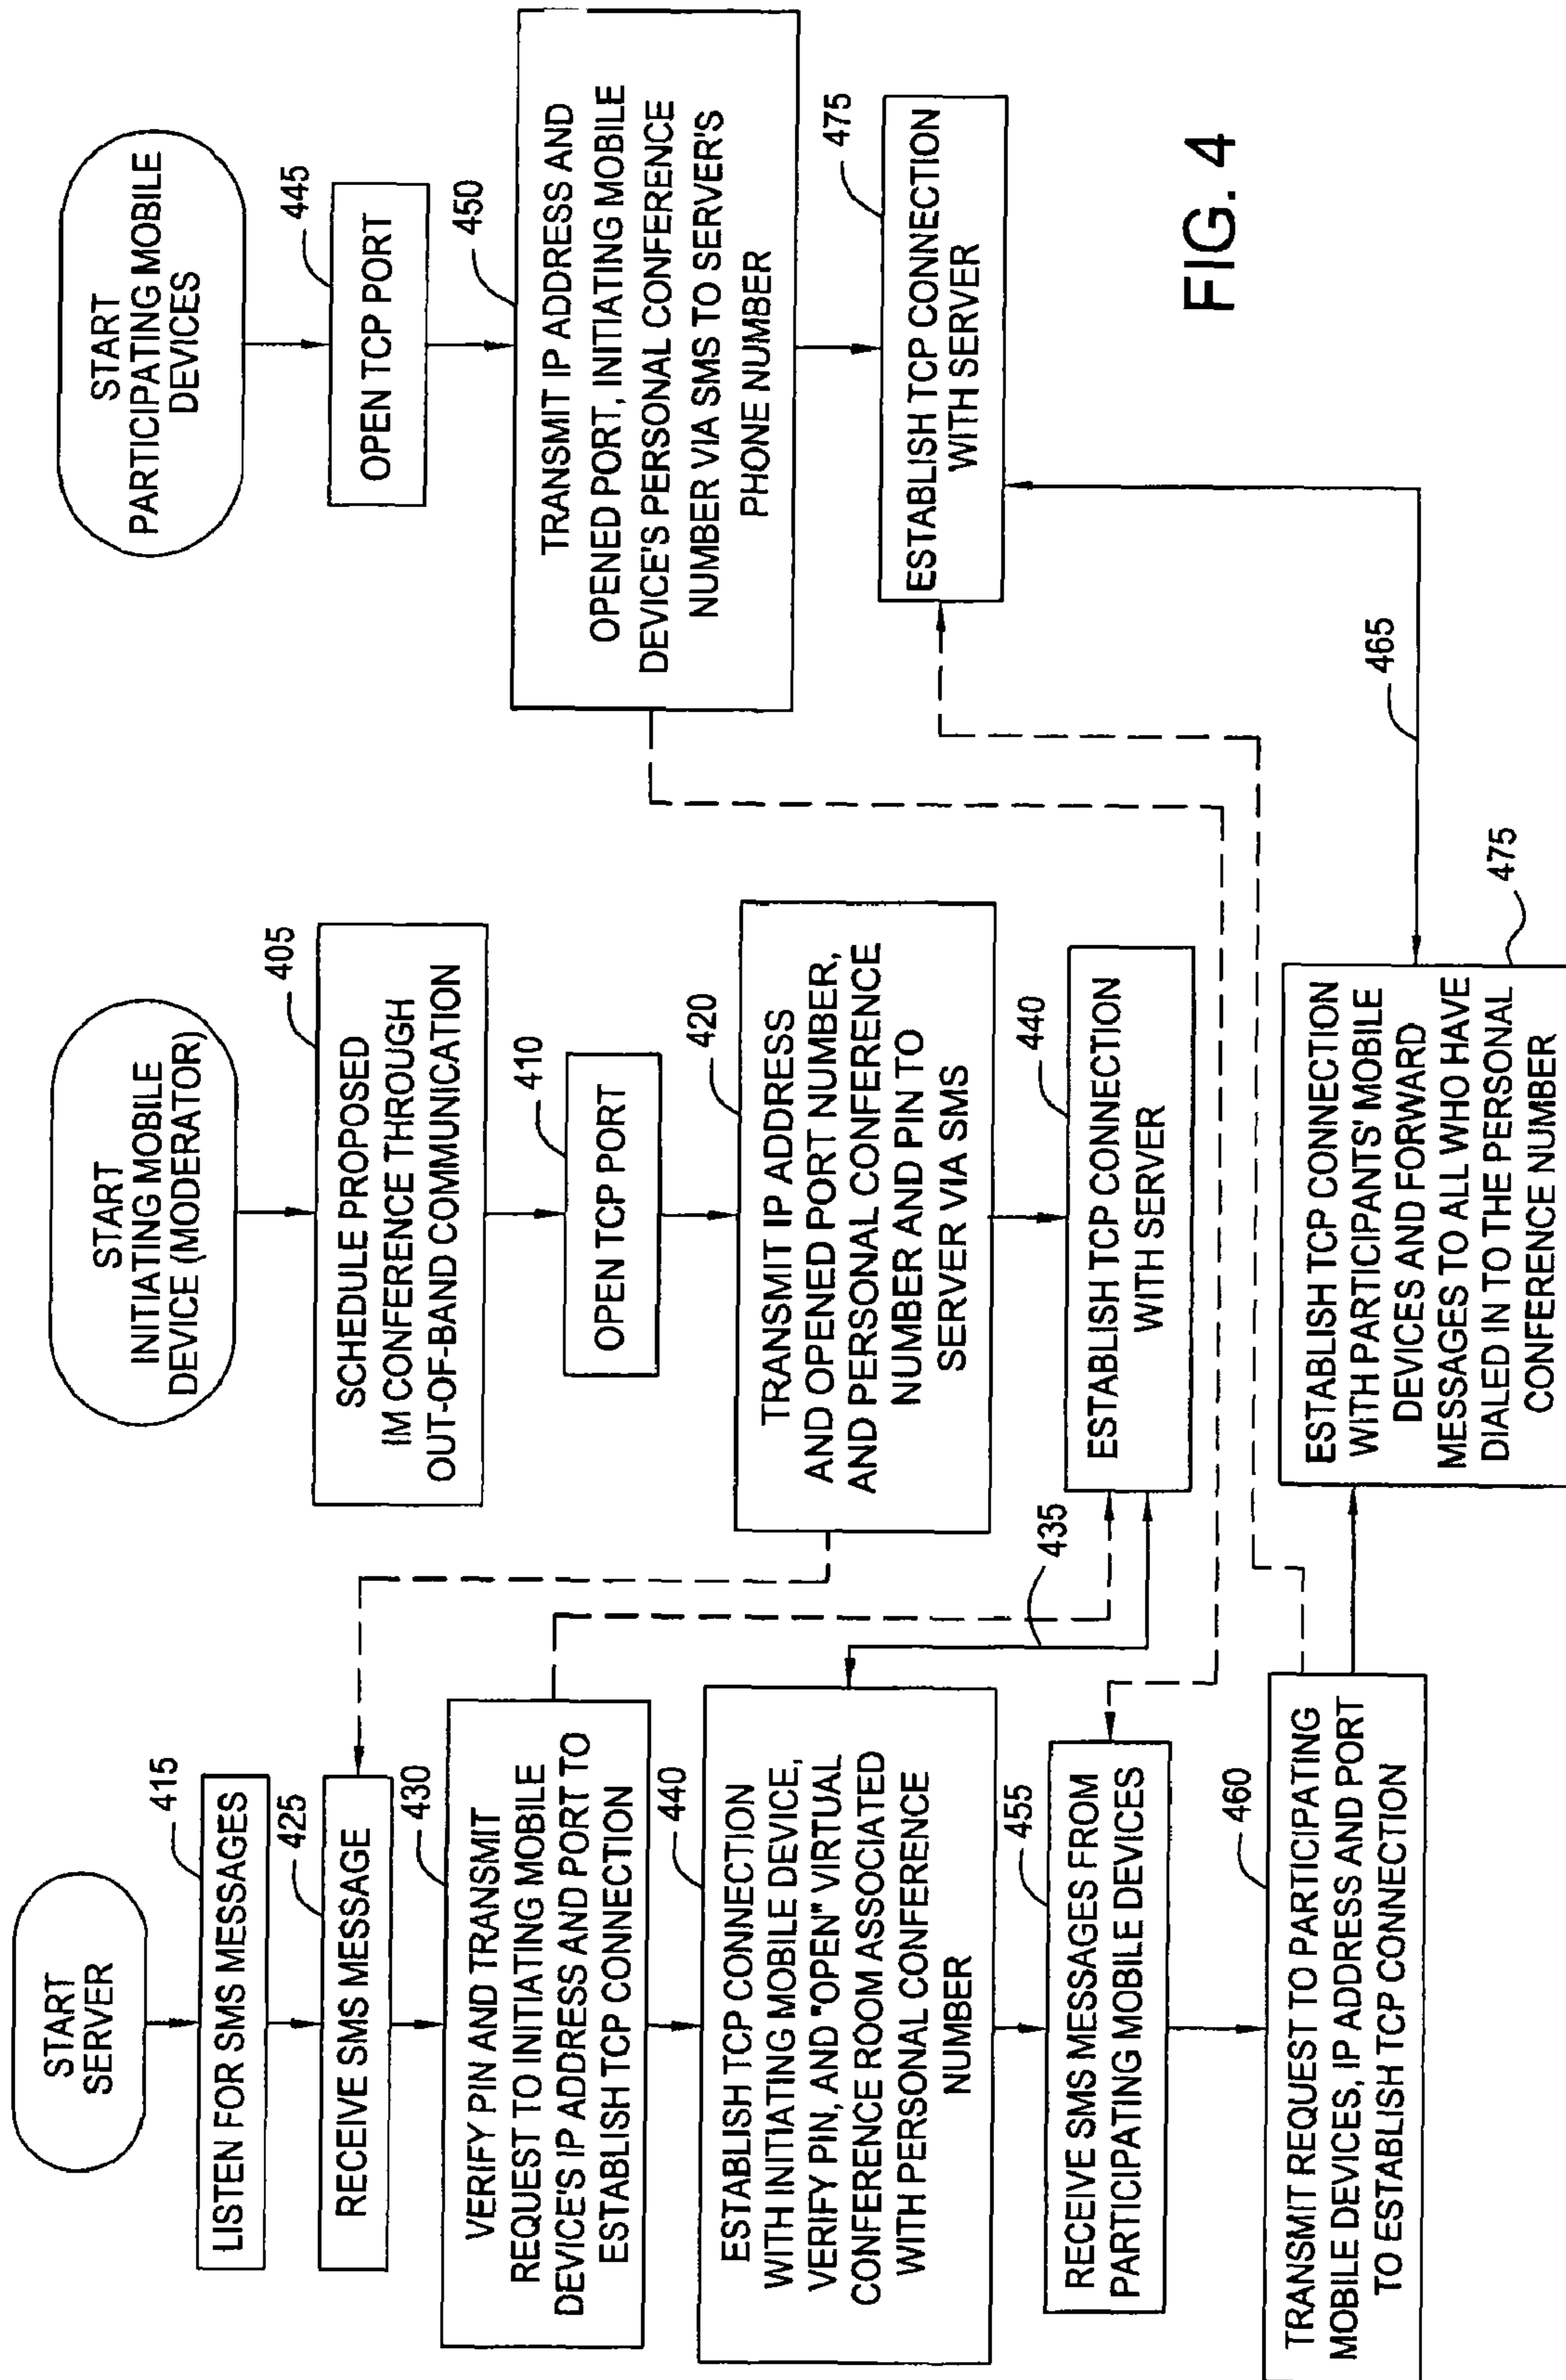 START
SERVER
415
LISTEN FOR SMS MESSAGES
425
RECEIVE SMS MESSAGE
430
VERIFY PIN AND TRANSMIT
REQUEST TO INITIATING MOBILE
DEVICE'S IP ADDRESS AND PORT TO
ESTABLISH TCP CONNECTION
440
ESTABLISH TCP CONNECTION
WITH INITIATING MOBILE DEVICE,
VERIFY PIN, AND "OPEN" VIRTUAL
CONFERENCE ROOM ASSOCIATED
WITH PERSONAL CONFERENCE
NUMBER
455
RECEIVE SMS MESSAGES FROM
PARTICIPATING MOBILE DEVICES
460
TRANSMIT REQUEST TO PARTICIPATING
MOBILE DEVICES, IP ADDRESS AND PORT
TO ESTABLISH TCP CONNECTION
START
INITIATING MOBILE
DEVICE (MODERATOR)
405
SCHEDULE PROPOSED
IM CONFERENCE THROUGH
OUT-OF-BAND COMMUNICATION
410
OPEN TCP PORT
420
TRANSMIT IP ADDRESS
AND OPENED PORT NUMBER,
AND PERSONAL CONFERENCE
NUMBER AND PIN TO
SERVER VIA SMS
440
ESTABLISH TCP CONNECTION
WITH SERVER
435
ESTABLISH TCP CONNECTION
WITH PARTICIPANTS' MOBILE
DEVICES AND FORWARD
MESSAGES TO ALL WHO HAVE
DIALED IN TO THE PERSONAL
CONFERENCE NUMBER
475
START
PARTICIPATING MOBILE
DEVICES
445
OPEN TCP PORT
450
TRANSMIT IP ADDRESS AND
OPENED PORT, INITIATING MOBILE
DEVICE'S PERSONAL CONFERENCE
NUMBER VIA SMS TO SERVER'S
PHONE NUMBER
475
ESTABLISH TCP CONNECTION
WITH SERVER
465
FIG. 4